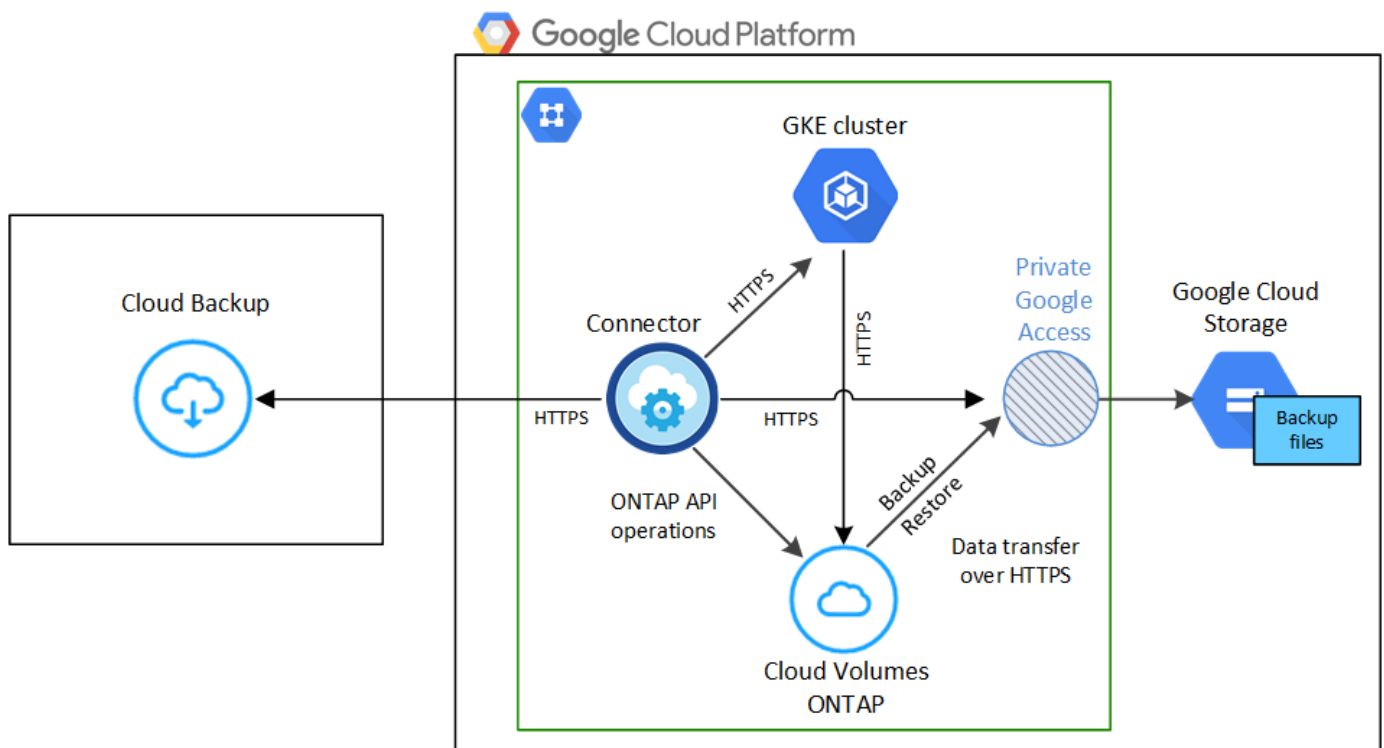 Google Cloud Platform
GKE cluster
Cloud Backup
Connector
HTTPS
HTTPS
Private
Google
Access
Google Cloud
Storage
HTTPS
HTTPS
Backup
files
ONTAP API
operations
Backup
Restore
Data transfer
over HTTPS
Cloud Volumes
ONTAP